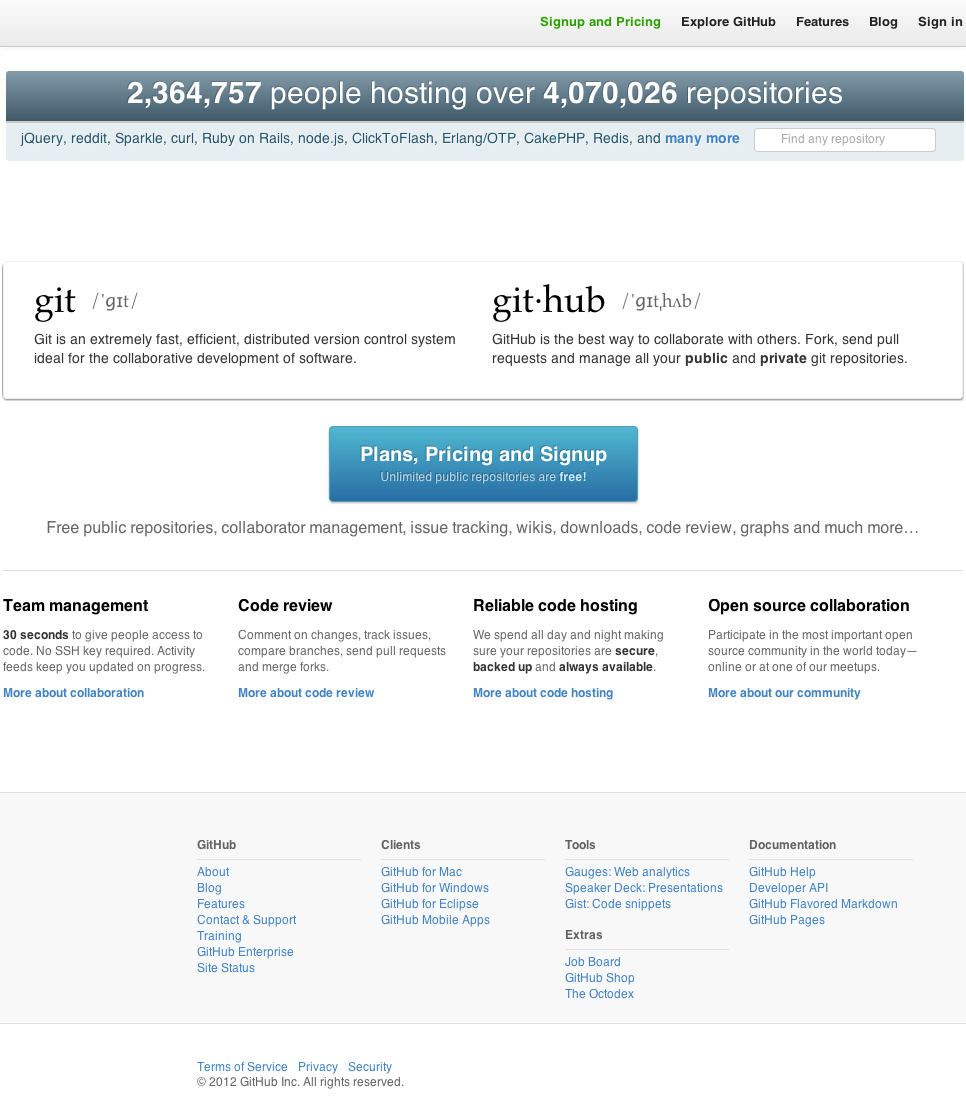 Signup and Pricing Explore GitHub Features Blog Sign in
2,364,757 people hosting over 4,070,026 repositories
jQuery, reddit, Sparkle, curl, Ruby on Rails, node.js, ClickToFlash, Erlang/OTP, CakePHP, Redis, and many more
Find any repository
git /ˈɡɪt/
Git is an extremely fast, efficient, distributed version control system
ideal for the collaborative development of software.
git·hub /ˈɡɪtˌhʌb/
GitHub is the best way to collaborate with others. Fork, send pull
requests and manage all your public and private git repositories.
Plans, Pricing and Signup
Unlimited public repositories are free!
Free public repositories, collaborator management, issue tracking, wikis, downloads, code review, graphs and much more…
Team management
30 seconds to give people access to
code. No SSH key required. Activity
feeds keep you updated on progress.
More about collaboration
Code review
Comment on changes, track issues,
compare branches, send pull requests
and merge forks.
More about code review
Reliable code hosting
We spend all day and night making
sure your repositories are secure,
backed up and always available.
More about code hosting
Open source collaboration
Participate in the most important open
source community in the world today—
online or at one of our meetups.
More about our community
GitHub
About
Blog
Features
Contact & Support
Training
GitHub Enterprise
Site Status
Clients
GitHub for Mac
GitHub for Windows
GitHub for Eclipse
GitHub Mobile Apps
Tools
Gauges: Web analytics
Speaker Deck: Presentations
Gist: Code snippets
Extras
Job Board
GitHub Shop
The Octodex
Documentation
GitHub Help
Developer API
GitHub Flavored Markdown
GitHub Pages
Terms of Service Privacy Security
© 2012 GitHub Inc. All rights reserved.